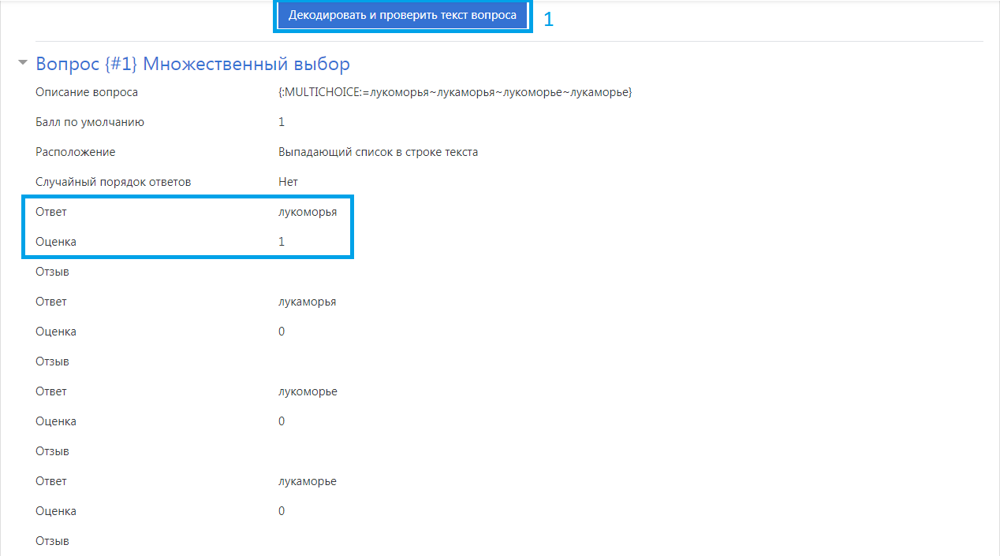 Декодировать и проверить текст вопроса 1
Вопрос {#1} Множественный выбор
Описание вопроса {:MULTICHOICE:=лукоморья~лукаморья~лукоморье~лукаморье}
Балл по умолчанию 1
Расположение Выпадающий список в строке текста
Случайный порядок ответов Нет
Ответ лукоморья
Оценка 1
Отзыв
Ответ лукаморья
Оценка 0
Отзыв
Ответ лукоморье
Оценка 0
Отзыв
Ответ лукаморье
Оценка 0
Отзыв